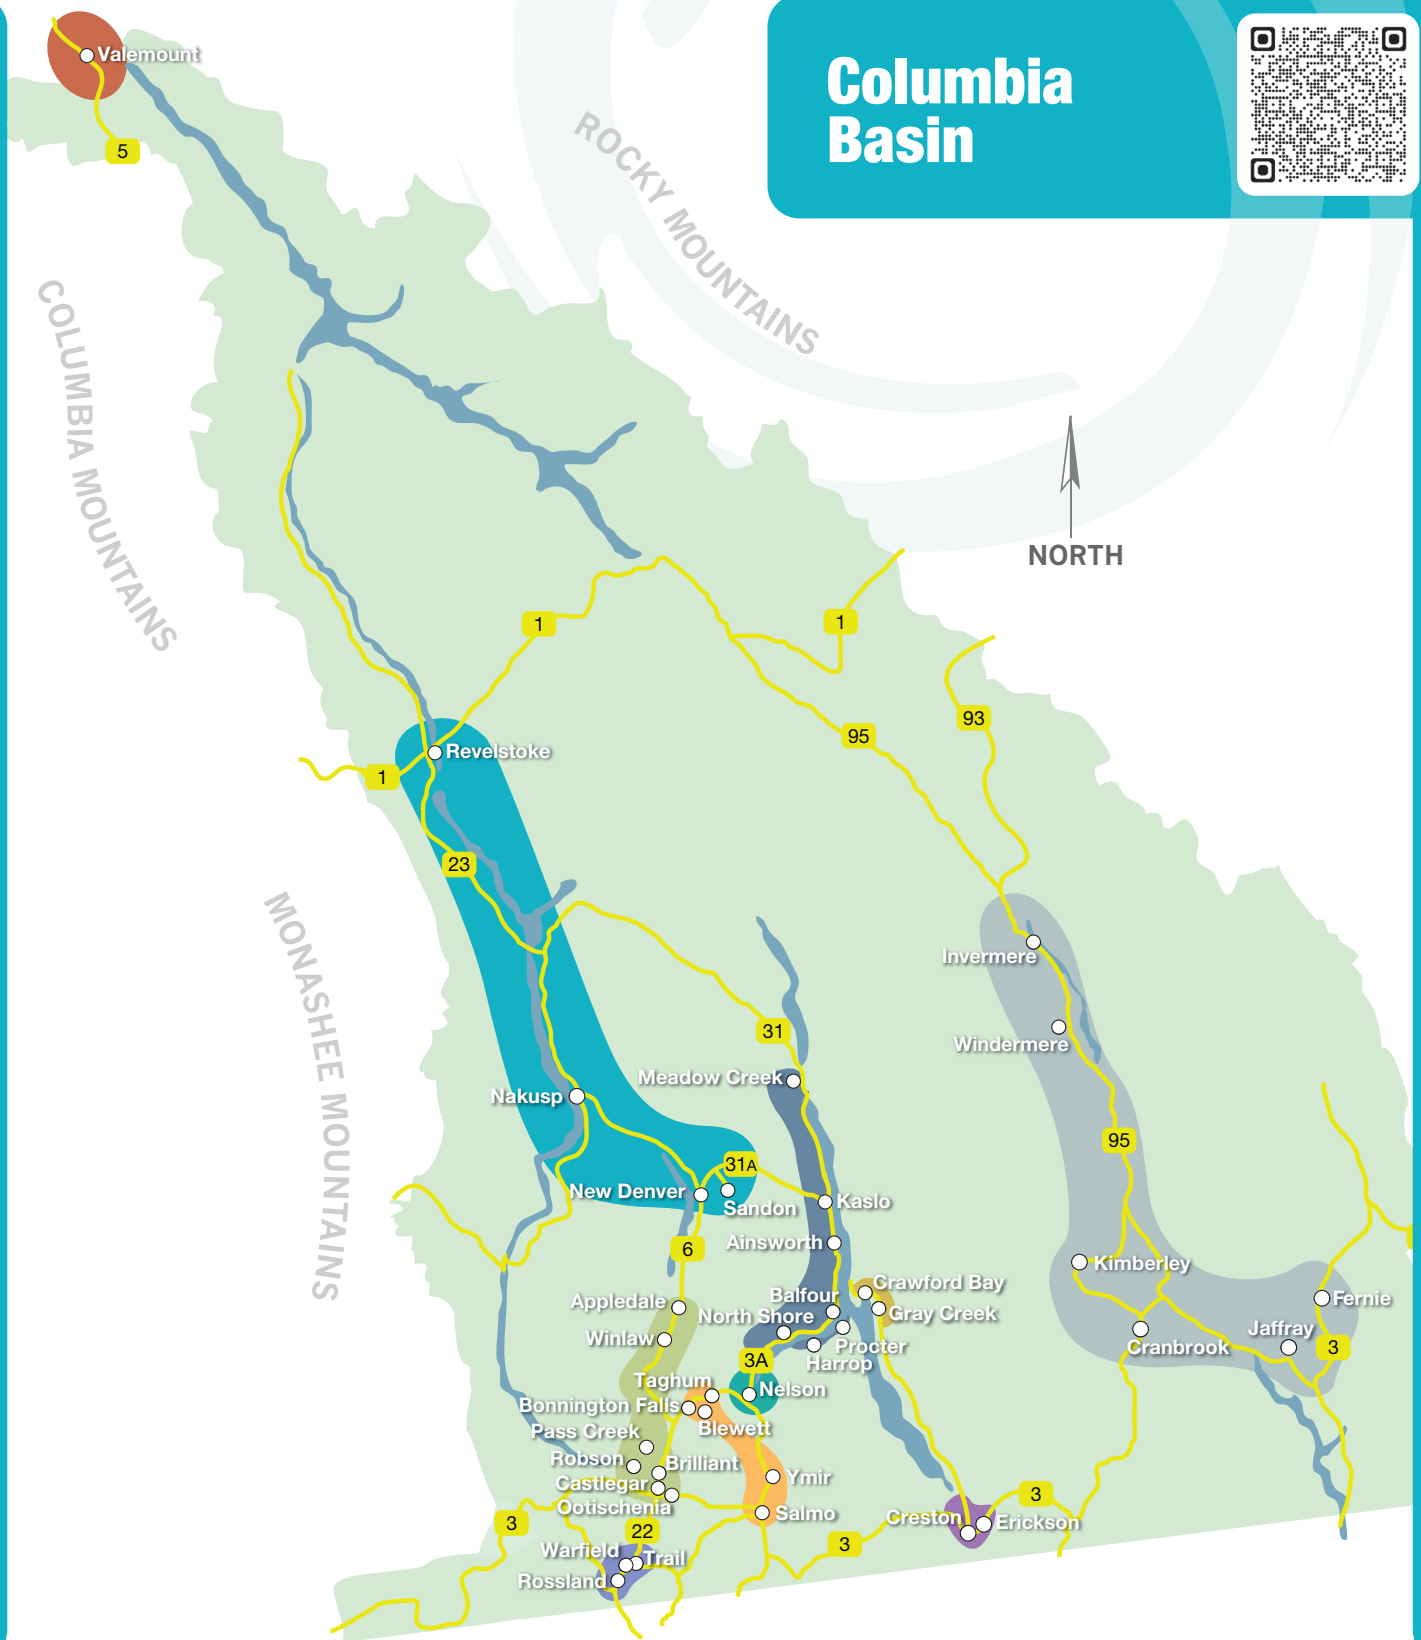 Columbia
Basin
Valemount
5
ROCKY MOUNTAINS
COLUMBIA MOUNTAINS
NORTH
1
1
93
95
Revelstoke
1
23
MONASHEE MOUNTAINS
Invermere
31
Windermere
Meadow Creek
Nakusp
95
31A
New Denver
Sandon
Kaslo
6
Ainsworth
Kimberley
Crawford Bay
Appledale
Balfour
Fernie
North Shore
Gray Creek
Winlaw
Procter
Jaffray
Cranbrook
3
3A
Harrop
Taghum
Nelson
Bonnington Falls
Blewett
Pass Creek
Robson
Brilliant
Castlegar
Ymir
Ootischenia
3
Salmo
Creston
Erickson
3
22
3
Warfield
Trail
Rossland